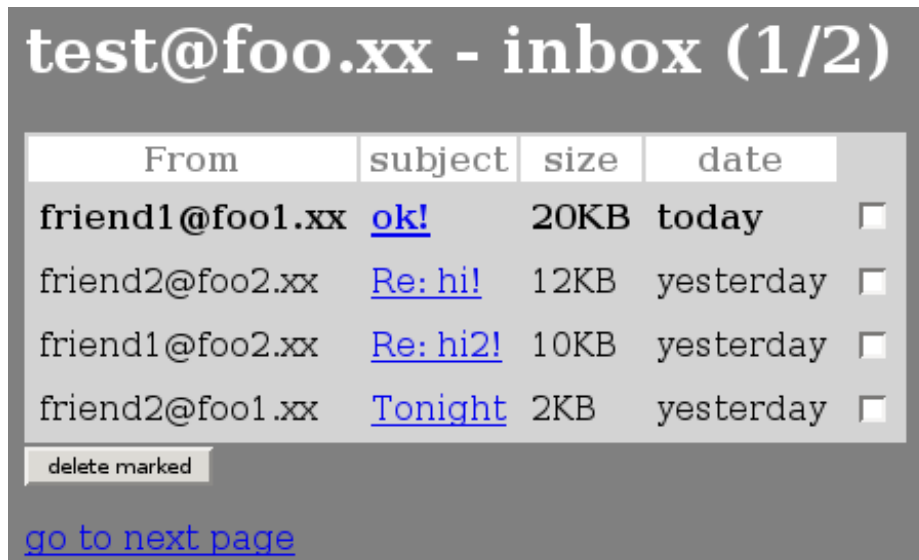 test@foo.xx - inbox (1/2)
From subject size date
friend1@foo1.xx ok! 20KB today
friend2@foo2.xx Re: hi! 12KB yesterday
friend1@foo2.xx Re: hi2! 10KB yesterday
friend2@foo1.xx Tonight 2KB yesterday
delete marked
go to next page